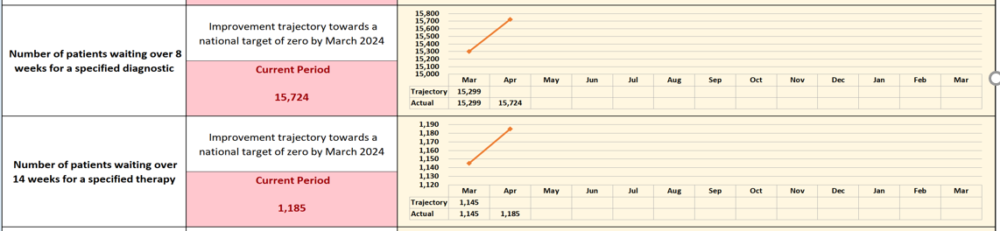 Number of patients waiting over 8
weeks for a specified diagnostic
Improvement trajectory towards a
national target of zero by March 2024
Current Period
15,724
15,800
15,700
15,600
15,500
15,400
15,300
15,200
15,100
15,000
Mar Apr May Jun Jul Aug Sep Oct Nov Dec Jan Feb Mar
Trajectory 15,299
Actual 15,299 15,724
Number of patients waiting over
14 weeks for a specified therapy
Improvement trajectory towards a
national target of zero by March 2024
Current Period
1,185
1,190
1,180
1,170
1,160
1,150
1,140
1,130
1,120
Mar Apr May Jun Jul Aug Sep Oct Nov Dec Jan Feb Mar
Trajectory 1,145
Actual 1,145 1,185